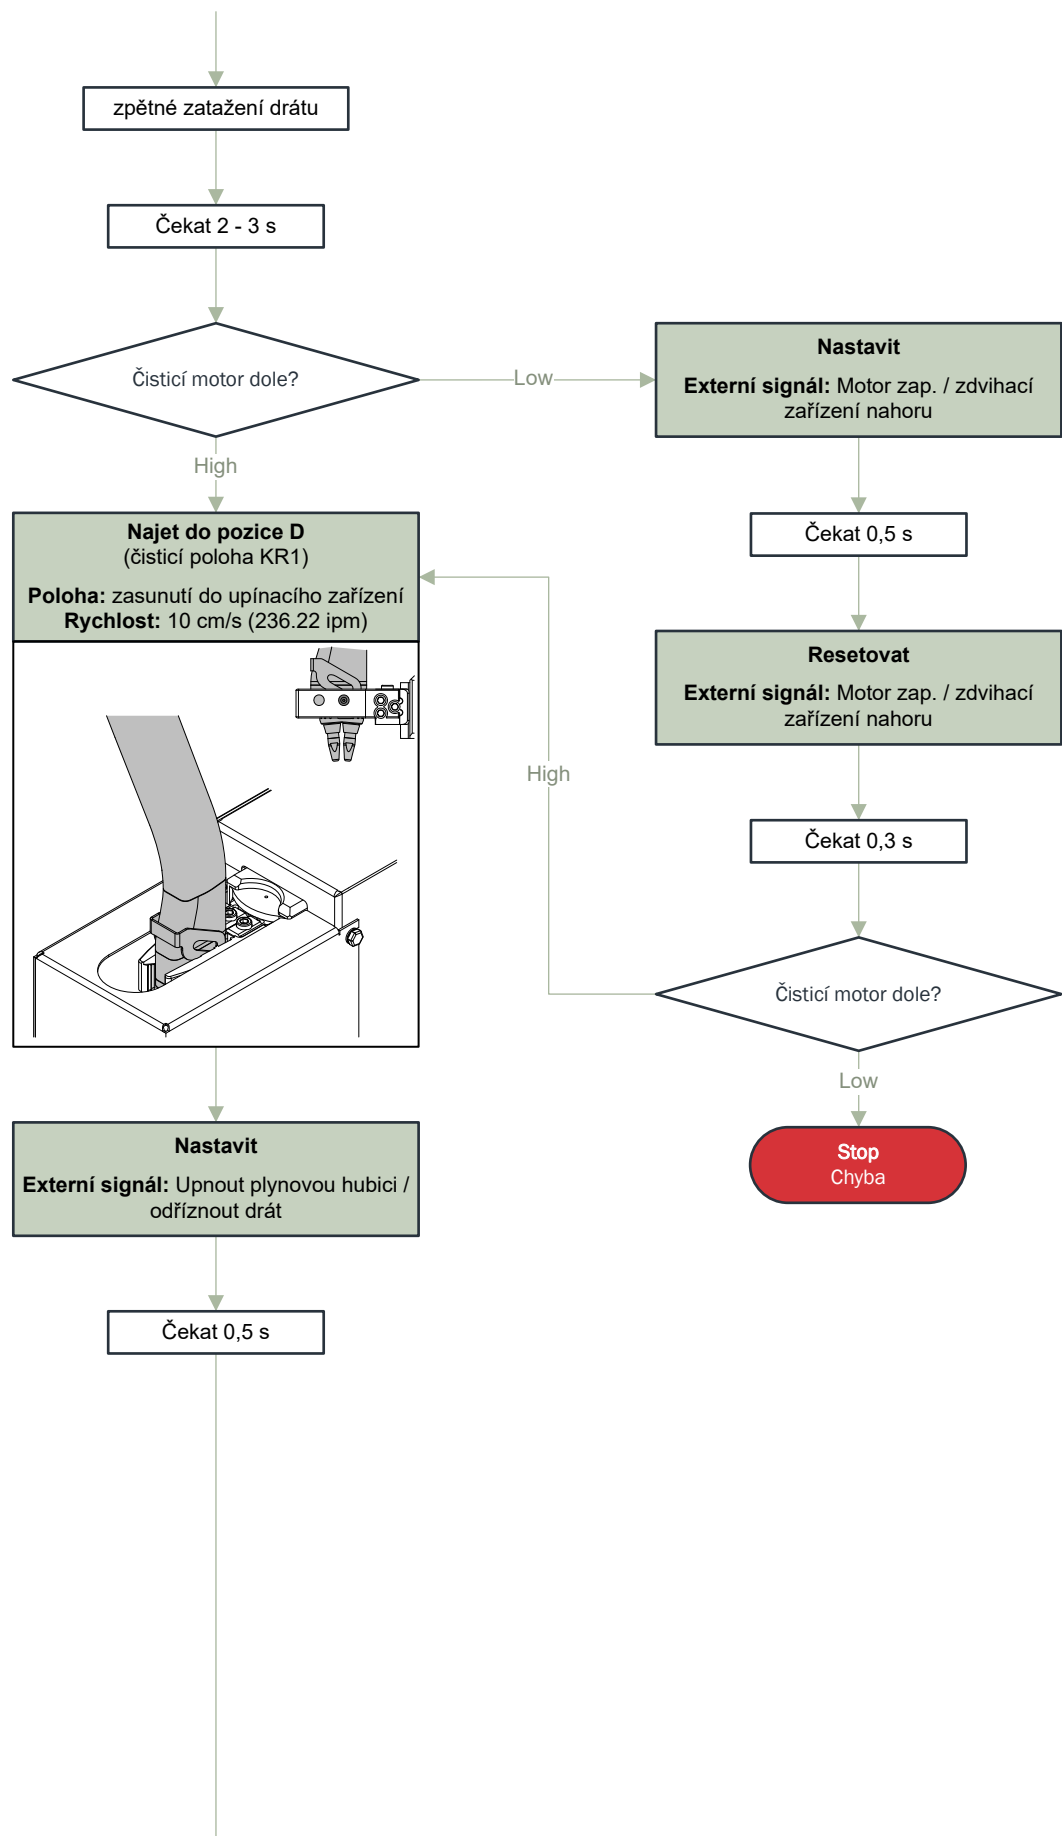 zpětné zatažení drátu
Čekat 2 - 3 s
Čisticí motor dole?
Low
High
Nastavit
Externí signál: Motor zap. / zdvihací
zařízení nahoru
Najet do pozice D
(čisticí poloha KR1)
Poloha: zasunutí do upínacího zařízení
Rychlost: 10 cm/s (236.22 ipm)
Čekat 0,5 s
Resetovat
Externí signál: Motor zap. / zdvihací
zařízení nahoru
High
Čekat 0,3 s
Čisticí motor dole?
Low
Stop
Chyba
Nastavit
Externí signál: Upnout plynovou hubici /
odříznout drát
Čekat 0,5 s